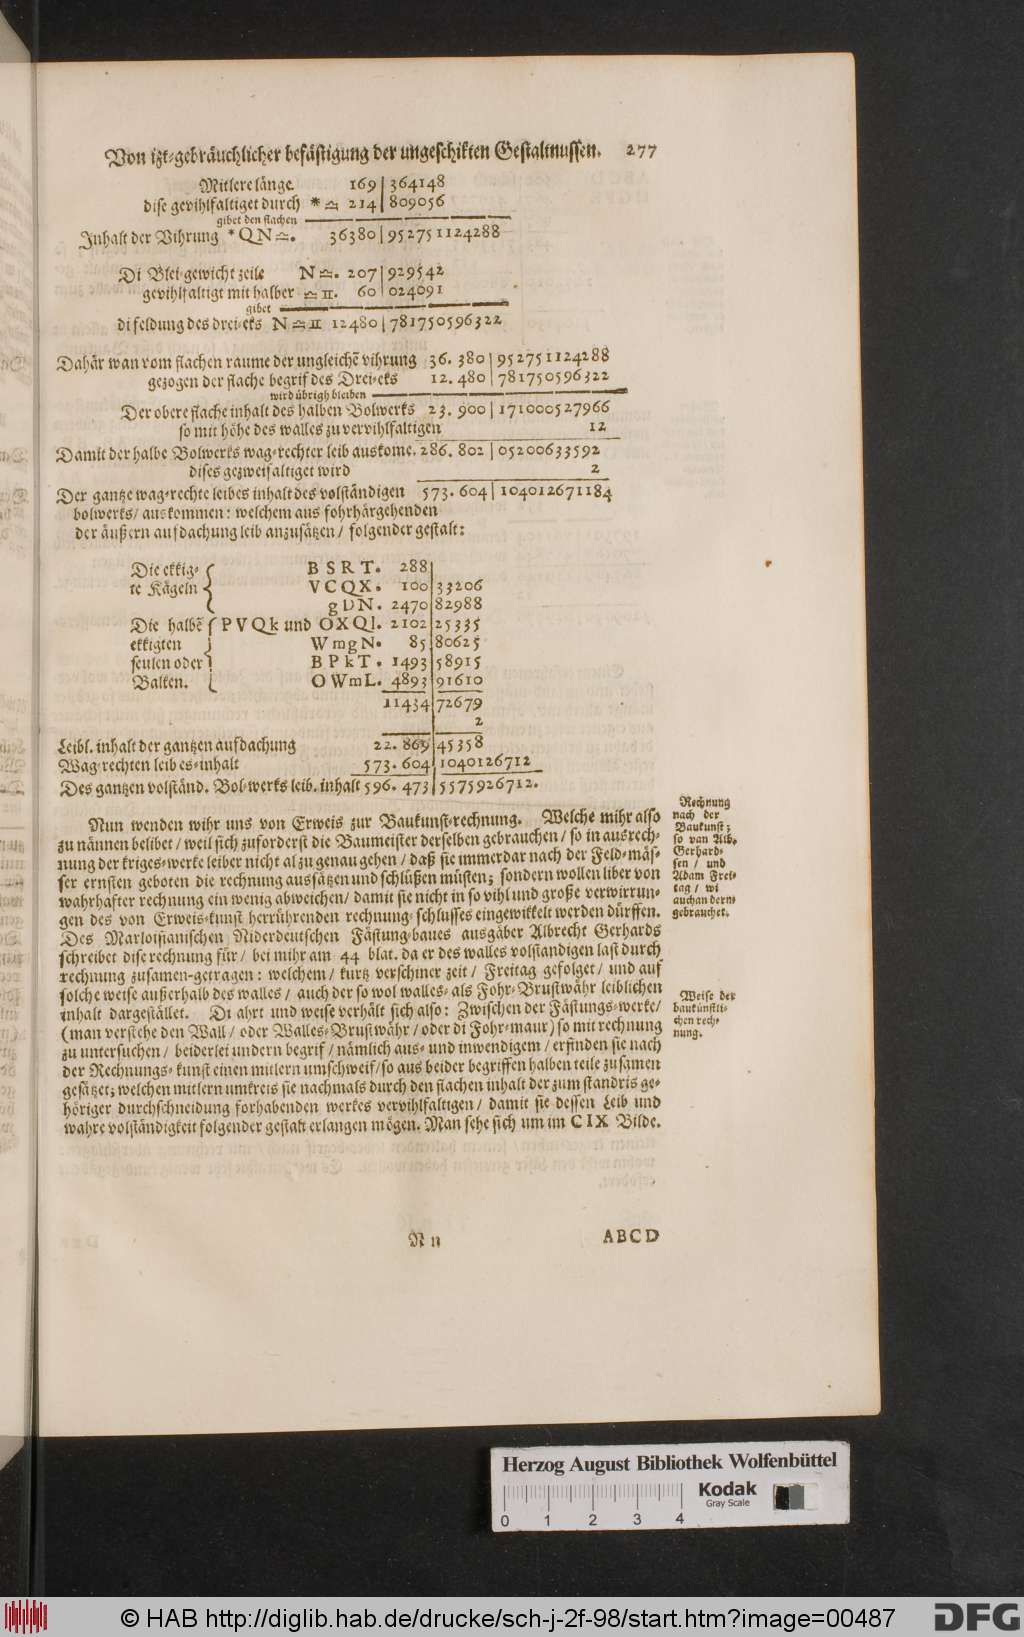 Von izt-gebräuchlicher befästigung der ungeschikten Gestaltnussen. 277
Mitlere länge. 169 | 364148
dise gevihlfaltiget durch * ≏ 214 | 809056
gibet den flachen
Inhalt der Vihrung * Q N ≏. 36380 | 952751124288
Di Blei-gewicht zeile N ≏. 207 | 929542
gevihlfaltigt mit halber ≏ II. 60 | 024091
gibet
di feldung des drei-eks N ≏ II 12480 | 781750596322
Dahär wan vom flachen raume der ungleichē vihrung 36. 380 | 952751124288
gezogen der flache begrif des Drei-eks 12. 480 | 781750596322
wird übrigh bleiben
Der obere flache inhalt des halben Bolwerks 23. 900 | 171000527966
so mit höhe des walles zu vervihlfaltigen 12
Damit der halbe Bolwerks wag-rechter leib auskome. 286. 802 | 05200633592
dises gezweifaltiget wird 2
Der gantze wag-rechte leibes inhalt des volständigen 573. 604 | 104012671184
bolwerks / auskommen: welchem aus fohrhärgehenden
der äußern aufdachung leib anzusätzen / folgender gestalt:
Die ekkig- { B S R T. 288 |
te Kägeln { V C Q X. 100 | 33206
g D N. 2470 | 82988
Die halbē { P V Q k und O X Q l. 2102 | 25335
ekkigten W m g N. 85 | 80625
seulen oder B P k T. 1493 | 58915
Balken. O W m L. 4893 | 91610
11434 | 72679
2
Leibl. inhalt der gantzen aufdachung 22. 869 | 45358
Wag-rechten leib es-inhalt 573. 604 | 1040126712
Des gantzen volständ. Bol-werks leib. inhalt 596. 473 | 5575926712.
Nun wenden wihr uns von Erweis zur Baukunst-rechnung. Welche mihr also
zu nännen belibet / weil sich zuforderst die Baumeister derselben gebrauchen / so in ausrech-
nung der kriges-werke leiber nicht al zu genau gehen / daß sie immerdar nach der Feld-mäs-
ser ernsten geboten die rechnung aussätzen und schlüßen müsten; sondern wollen liber von
wahrhafter rechnung ein wenig abweichen / damit sie nicht in so vihl und große verwirrun-
gen des von Erweis-kunst herrührenden rechnung-schlusses eingewikkelt werden dürffen.
Des Marloisianischen Niderdeutschen Fästung-baues ausgäber Albrecht Gerhards
schreibet dise rechnung für / bei mihr am 44 blat. da er des walles volständigen last durch
rechnung zusamen-getragen: welchem / kurtz verschiner zeit / Freitag gefolget / und auf
solche weise außerhalb des walles / auch der so wol walles- als Fohr-Brustwähr leiblichen
inhalt dargestället. Di ahrt und weise verhält sich also: Zwischen der Fästungs-werke /
(man verstehe den Wall / oder Walles-Brustwähr / oder di Fohr-maur) so mit rechnung
zu untersuchen / beiderlei undern begrif / nämlich aus- und inwendigem / erfinden sie nach
der Rechnungs-kunst einen mitlern umschweif / so aus beider begriffen halben teile zusamen
gesätzet; welchen mitlern umkreis sie nachmals durch den flachen inhalt der zum standris ge-
höriger durchschneidung forhabenden werkes vervihlfaltigen / damit sie dessen Leib und
wahre volständigkeit folgender gestalt erlangen mögen. Man sehe sich um im CIX Bilde.
Rechnung
nach der
Baukunst;
so van Alb.
Gerhard-
sen / und
Adam Frei-
tag / wi
auchan dern
gebrauchet.
Weise der
baukünstli-
chen rech-
nung.
N n
ABCD
Herzog August Bibliothek Wolfenbüttel
Kodak
Gray Scale
0 1 2 3 4
© HAB http://diglib.hab.de/drucke/sch-j-2f-98/start.htm?image=00487
DFG